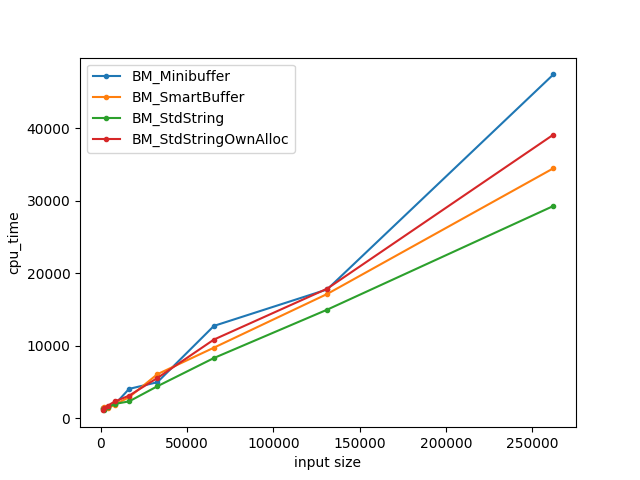 BM_Minibuffer
BM_SmartBuffer
BM_StdString
BM_StdStringOwnAlloc
cpu_time
40000
30000
20000
10000
0
0 50000 100000 150000 200000 250000
input size